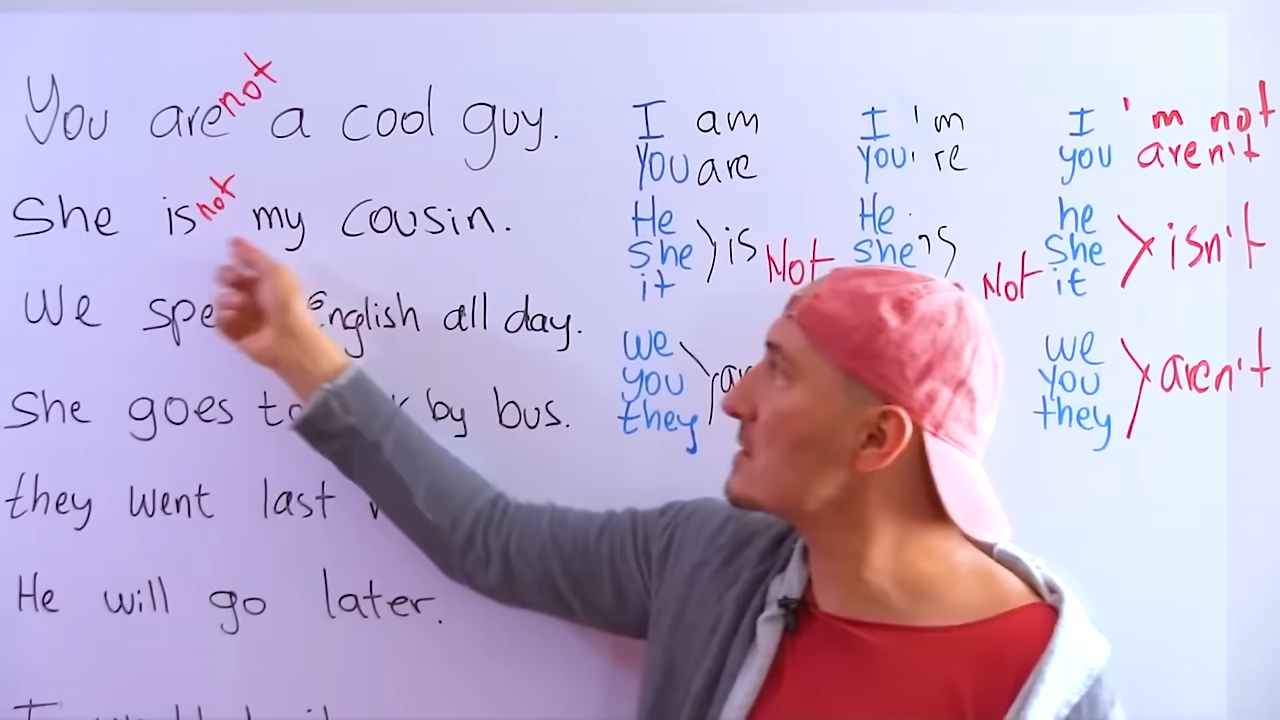 You are not a cool guy.
She is not my cousin.
We English all day.
She goes by bus.
they went last
He will go later.
I am
You are
He
She is
it
Not
we
you
they
I 'm
you 're
He
she 's
Not
I 'm not
you aren't
he
She isn't
it
we
you aren't
they